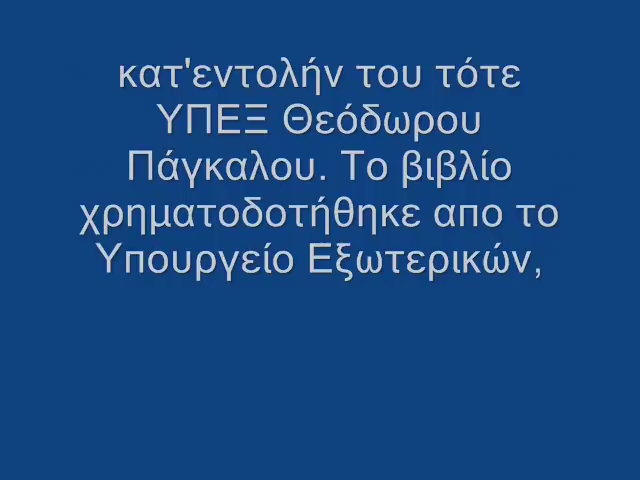 κατ'εντολήν του τότε
ΥΠΕΞ Θεόδωρου
Πάγκαλου. Το βιβλίο
χρηματοδοτήθηκε απο το
Υπουργείο Εξωτερικών,